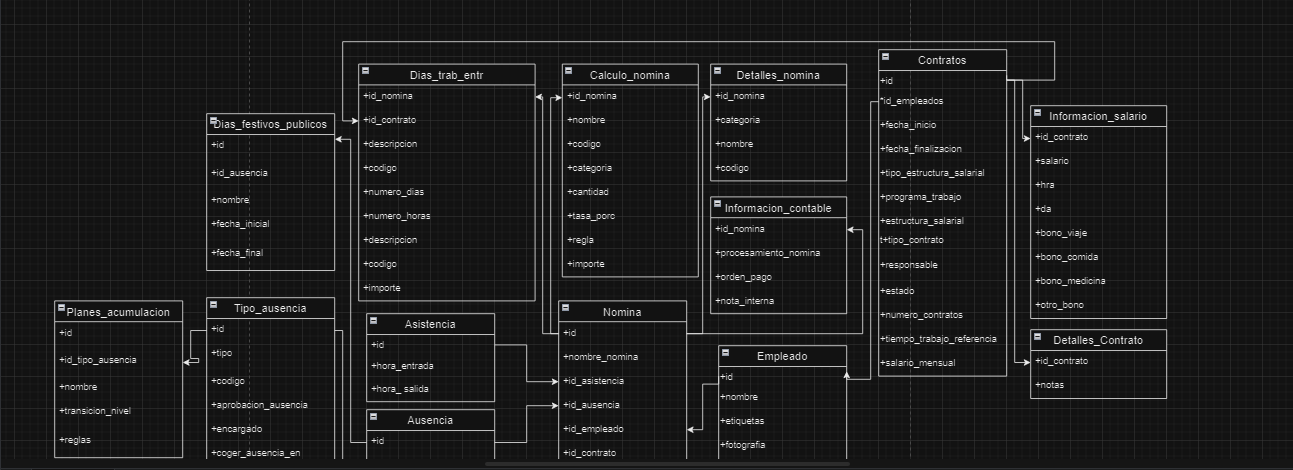 Dias_festivos_publicos
+id
+id_ausencia
+nombre
+fecha_inicial
+fecha_final
Dias_trab_entr
+id_nomina
+id_contrato
+descripcion
+codigo
+numero_dias
+numero_horas
+descripcion
+codigo
+importe
Calculo_nomina
+id_nomina
+nombre
+codigo
+categoria
+cantidad
+tasa_porc
+regla
+importe
Detalles_nomina
+id_nomina
+categoria
+nombre
+codigo
Informacion_contable
+id_nomina
+procesamiento_nomina
+orden_pago
+nota_interna
Contratos
+id
*id_empleados
+fecha_inicio
+fecha_finalizacion
+tipo_estructura_salarial
+programa_trabajo
+estructura_salarial
t+tipo_contrato
+responsable
+estado
+numero_contratos
+tiempo_trabajo_referencia
+salario_mensual
Informacion_salario
+id_contrato
+salario
+hra
+da
+bono_viaje
+bono_comida
+bono_medicina
+otro_bono
Detalles_Contrato
+id_contrato
+notas
Planes_acumulacion
+id
+id_tipo_ausencia
+nombre
+transicion_nivel
+reglas
Tipo_ausencia
+id
+tipo
+codigo
+aprobacion_ausencia
+encargado
+coger_ausencia_en
Asistencia
+id
+hora_entrada
+hora_ salida
Ausencia
+id
Nomina
+id
+nombre_nomina
+id_asistencia
+id_ausencia
+id_empleado
+id_contrato
Empleado
+id
+nombre
+etiquetas
+fotografia